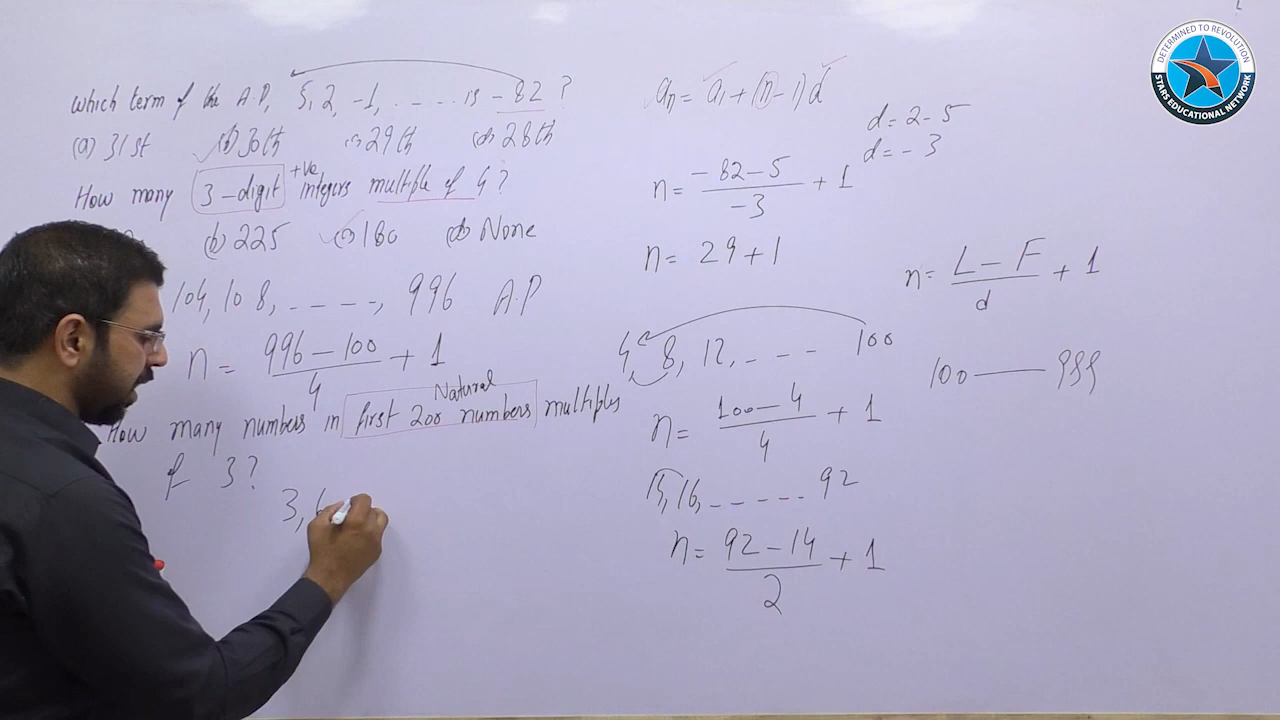 which term of the A.P, 5, 2, -1, ..... is -82 ?
(a) 31st (b) 30th (c) 29th (d) 28th
How many 3-digit +ve integers multiple of 4?
(b) 225 (c) 180 (d) None
104, 108, ----, 996 A.P
n = 996 - 100 / 4 + 1
How many numbers in first 200 Natural numbers multiples
of 3?
3, 6
an = a1 + (n - 1)d
d = 2 - 5
d = - 3
n = - 82 - 5 / -3 + 1
n = 29 + 1
n = L - F / d + 1
4, 8, 12, - - - 100
100 — 999
n = 100 - 4 / 4 + 1
16, ----- 92
n = 92 - 14 / 2 + 1
DETERMINED TO REVOLUTION
STARS EDUCATIONAL NETWORK